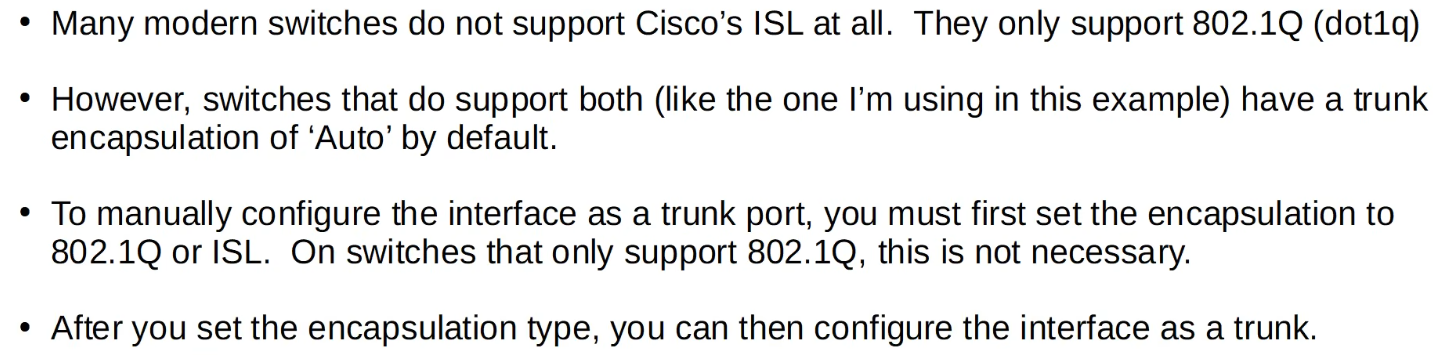 • Many modern switches do not support Cisco’s ISL at all.  They only support 802.1Q (dot1q)
• However, switches that do support both (like the one I’m using in this example) have a trunk
encapsulation of ‘Auto’ by default.
• To manually configure the interface as a trunk port, you must first set the encapsulation to
802.1Q or ISL.  On switches that only support 802.1Q, this is not necessary.
• After you set the encapsulation type, you can then configure the interface as a trunk.